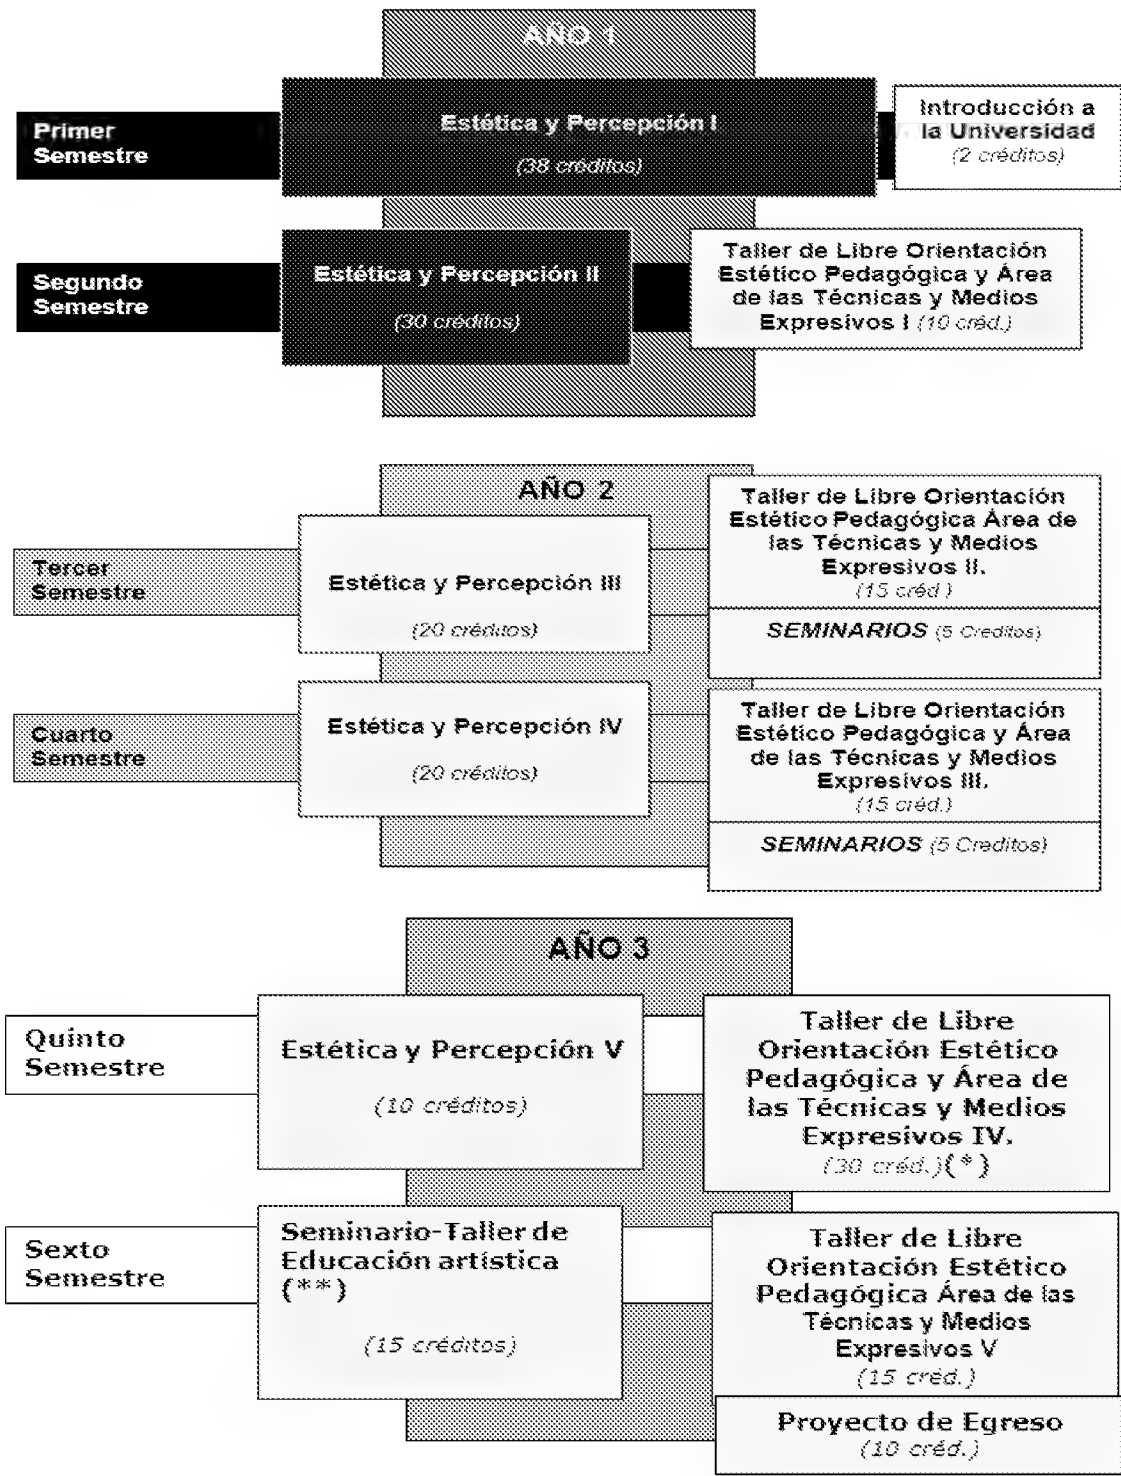 AÑO 1
Primer
Semestre
Estética y Percepción I
(38 créditos)
Introducción a
la Universidad
(2 créditos)
Segundo
Semestre
Estética y Percepción II
(30 créditos)
Taller de Libre Orientación
Estético Pedagógica y Área
de las Técnicas y Medios
Expresivos I (10 créd.)
AÑO 2
Tercer
Semestre
Estética y Percepción III
(20 créditos)
Taller de Libre Orientación
Estético Pedagógica Área de
las Técnicas y Medios
Expresivos II.
(15 créd )
SEMINARIOS (5 Creditos)
Cuarto
Semestre
Estética y Percepción IV
(20 créditos)
Taller de Libre Orientación
Estético Pedagógica y Área
de las Técnicas y Medios
Expresivos III.
(15 créd.)
SEMINARIOS (5 Creditos)
AÑO 3
Quinto
Semestre
Estética y Percepción V
(10 créditos)
Taller de Libre
Orientación Estético
Pedagógica y Área de
las Técnicas y Medios
Expresivos IV.
(30 créd.)(*)
Sexto
Semestre
Seminario-Taller de
Educación artística
(**)
(15 créditos)
Taller de Libre
Orientación Estético
Pedagógica Área de las
Técnicas y Medios
Expresivos V
(15 créd.)
Proyecto de Egreso
(10 créd.)